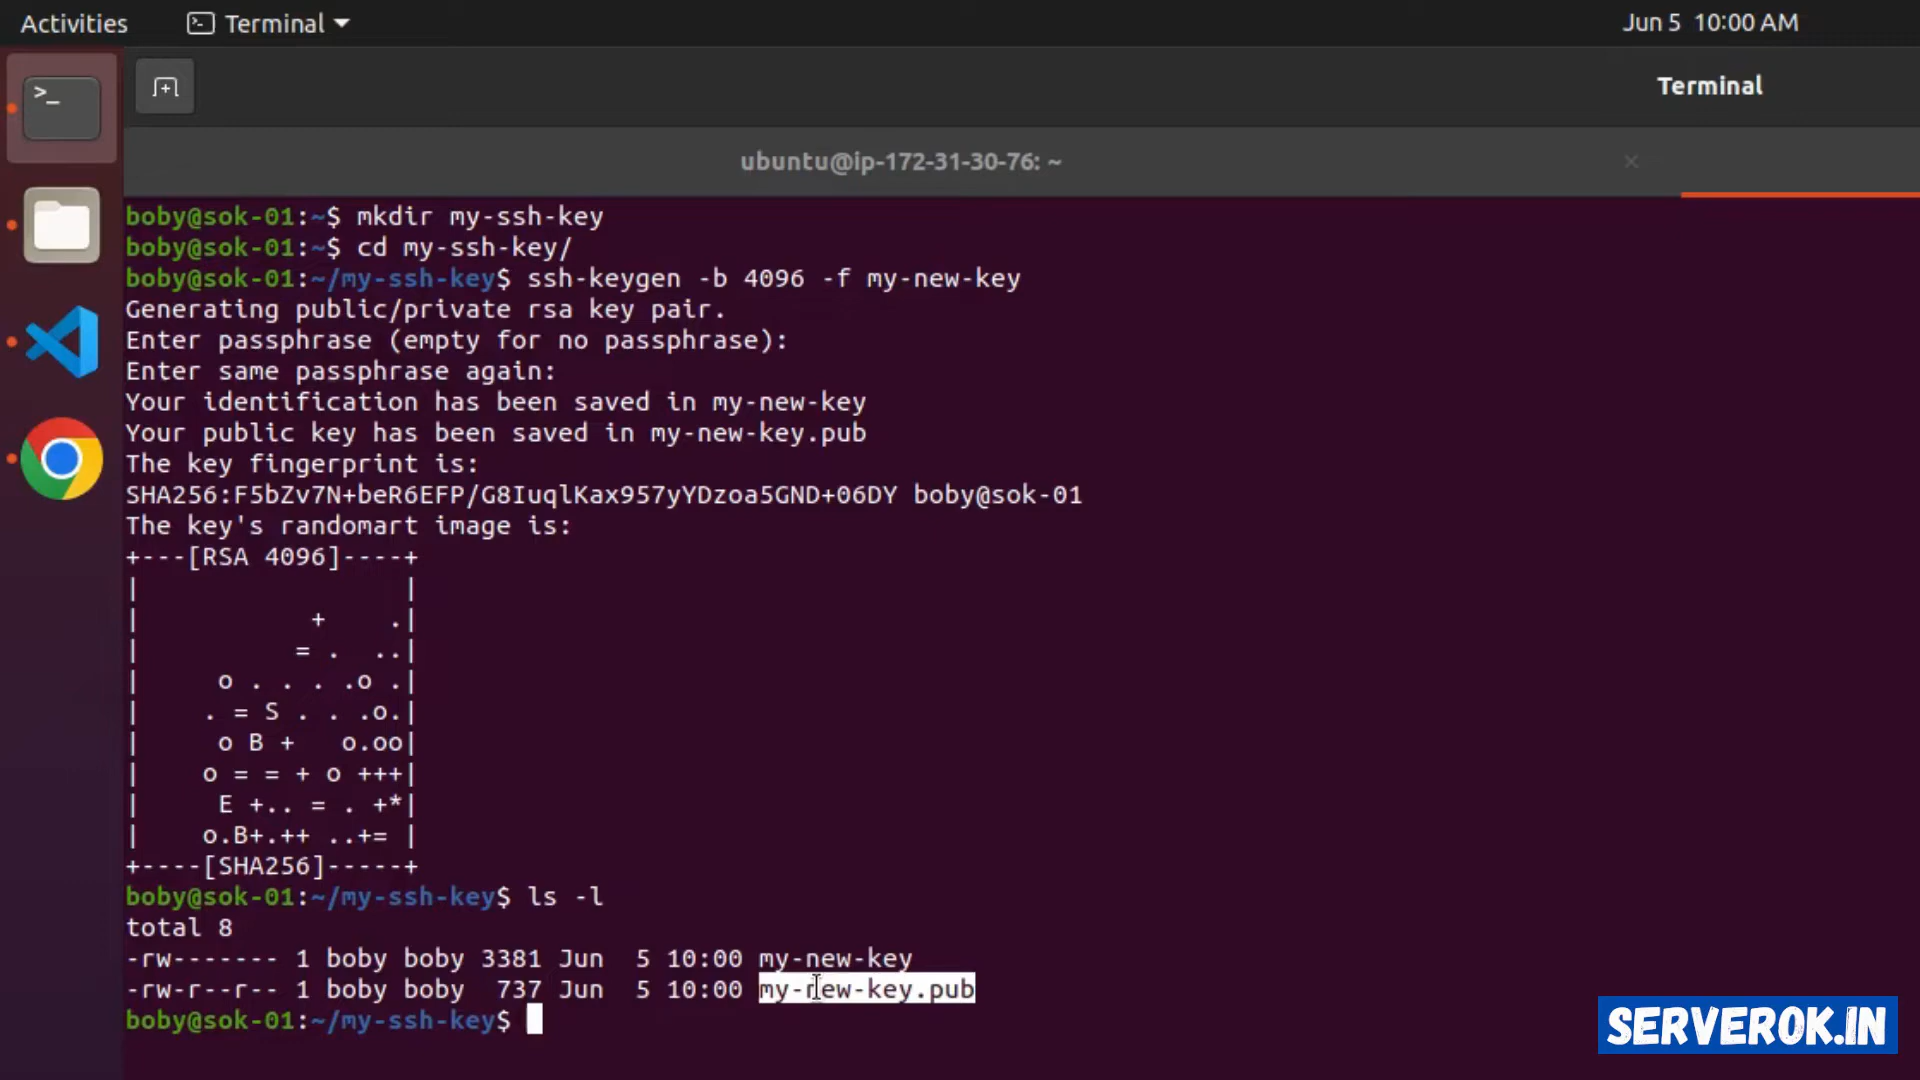 Activities Terminal Jun 5 10:00 AM
>_
Terminal
ubuntu@ip-172-31-30-76: ~ ×
boby@sok-01:~$ mkdir my-ssh-key
boby@sok-01:~$ cd my-ssh-key/
boby@sok-01:~/my-ssh-key$ ssh-keygen -b 4096 -f my-new-key
Generating public/private rsa key pair.
Enter passphrase (empty for no passphrase):
Enter same passphrase again:
Your identification has been saved in my-new-key
Your public key has been saved in my-new-key.pub
The key fingerprint is:
SHA256:F5bZv7N+beR6EFP/G8IuqlKax957yYDzoa5GND+06DY boby@sok-01
The key's randomart image is:
+---[RSA 4096]----+
|                 |
|           +    .|
|          = .  ..|
|     o . . . .o .|
|    . = S . . .o.|
|     o B +   o.oo|
|    o = = + o +++|
|     E +.. = . +*|
|    o.B+.++ ..+= |
+----[SHA256]-----+
boby@sok-01:~/my-ssh-key$ ls -l
total 8
-rw------- 1 boby boby 3381 Jun  5 10:00 my-new-key
-rw-r--r-- 1 boby boby  737 Jun  5 10:00 my-new-key.pub
boby@sok-01:~/my-ssh-key$
SERVEROK.IN